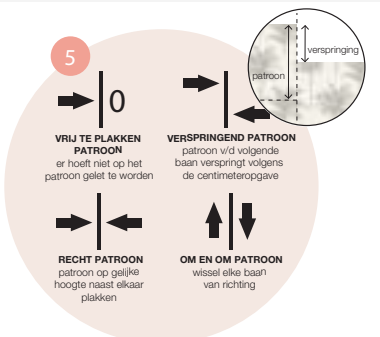 5
verspringing
patroon
0
VRIJ TE PLAKKEN
PATROON
er hoeft niet op het
patroon gelet te worden
VERSPRINGEND PATROON
patroon v/d volgende
baan verspringt volgens
de centimeteropgave
RECHT PATROON
patroon op gelijke
hoogte naast elkaar
plakken
OM EN OM PATROON
wissel elke baan
van richting